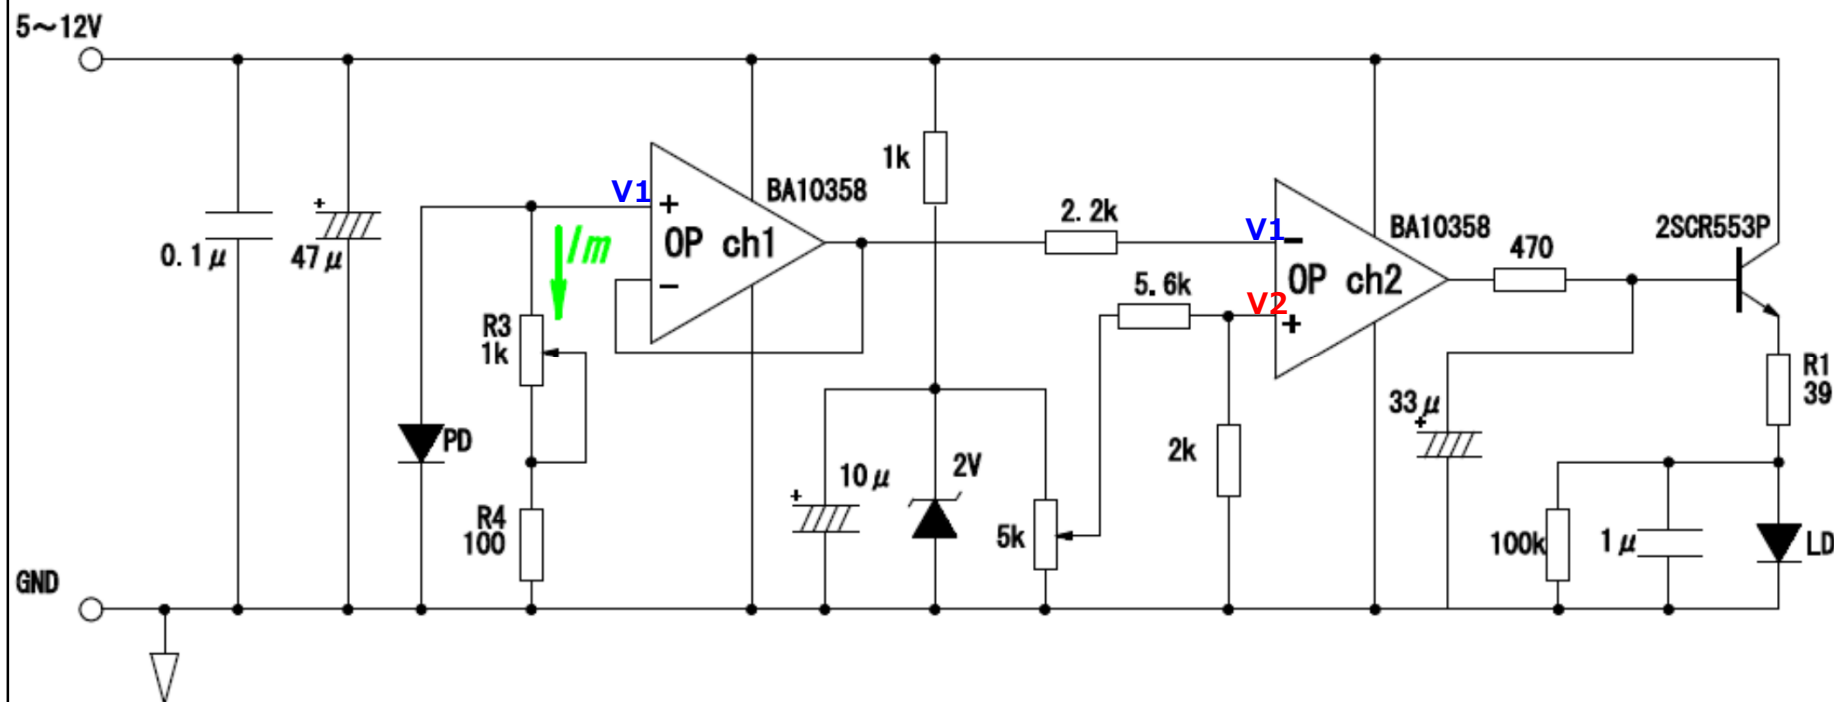 5～12V
0.1μ
+
47μ
V1
+
OP ch1
−
BA10358
Im
R3
1k
PD
R4
100
1k
2.2k
5.6k
V1
−
OP ch2
V2
+
BA10358
470
2SCR553P
R1
39
33μ
+
2k
10μ
+
2V
5k
100k
1μ
LD
GND